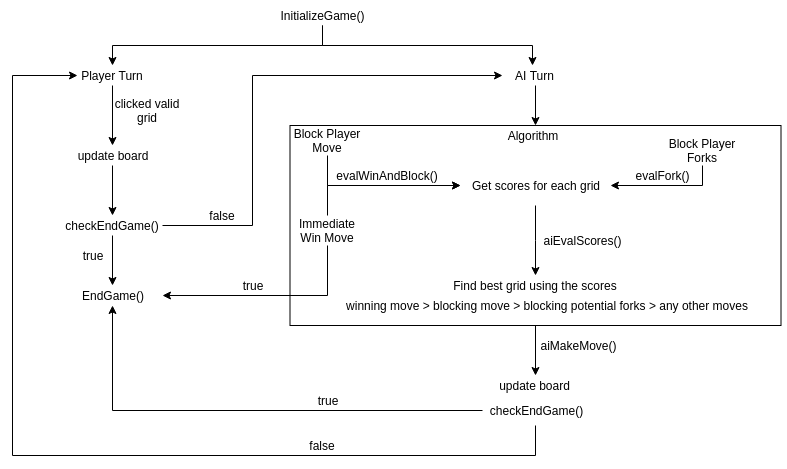 InitializeGame()
Player Turn
AI Turn
clicked valid
grid
update board
checkEndGame()
false
true
EndGame()
Algorithm
Block Player
Move
Block Player
Forks
evalWinAndBlock()
Get scores for each grid
evalFork()
Immediate
Win Move
aiEvalScores()
true
Find best grid using the scores
winning move > blocking move > blocking potential forks > any other moves
aiMakeMove()
update board
checkEndGame()
true
false